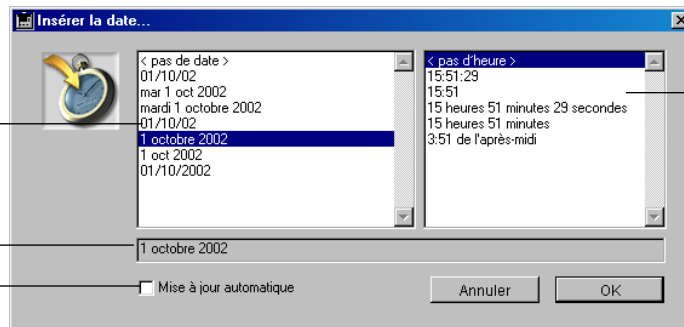 Insérer la date...
< pas de date >
01/10/02
mar 1 oct 2002
mardi 1 octobre 2002
01/10/02
1 octobre 2002
1 oct 2002
01/10/2002
< pas d'heure >
15:51:29
15:51
15 heures 51 minutes 29 secondes
15 heures 51 minutes
3:51 de l'après-midi
1 octobre 2002
Mise à jour automatique
Annuler
OK